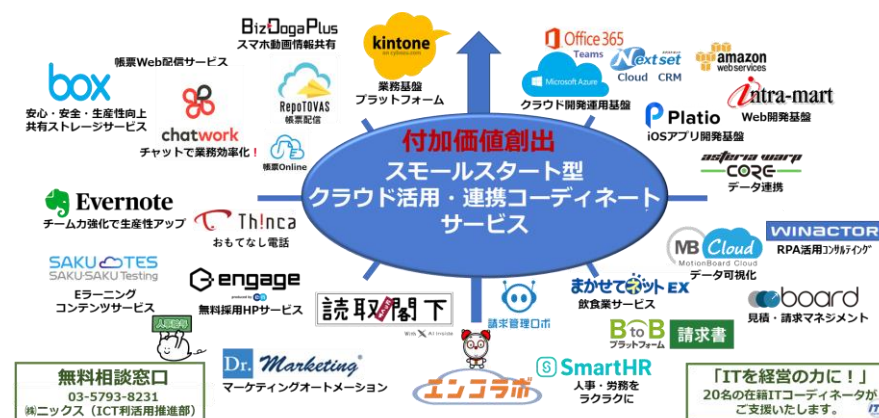 BizDogaPlus
スマホ動画情報共有
kintone
業務基盤
プラットフォーム
Office 365
Teams
Nextset
Cloud CRM
amazon
webservices
Microsoft Azure
クラウド開発運用基盤
intra-mart
Web開発基盤
Platio
iOSアプリ開発基盤
asteria warp
CORE
データ連携
帳票Web配信サービス
box
安心・安全・生産性向上
共有ストレージサービス
chatwork
チャットで業務効率化！
RepoTOVAS
帳票配信
帳票Online
付加価値創出
スモールスタート型
クラウド活用・連携コーディネート
サービス
Evernote
チーム力強化で生産性アップ
Th!nca
おもてなし電話
SAKU TES
SAKU-SAKU Testing
Eラーニング
コンテンツサービス
engage
produced by en
無料採用HPサービス
読取革命閣下
With AI Inside
請求管理ロボ
まかせてネットEX
飲食業サービス
MB Cloud
MotionBoard Cloud
データ可視化
WINACTOR
RPA活用コンサルティング
board
見積・請求マネジメント
BtoB
プラットフォーム
請求書
人事給与
Dr. Marketing
マーケティングオートメーション
エンコラボ
SmartHR
人事・労務を
ラクラクに
無料相談窓口
03-5793-8231
㈱ニックス（ICT利活用推進部）
「ITを経営の力に！」
20名の在籍ITコーディネータが
ご支援いたします。